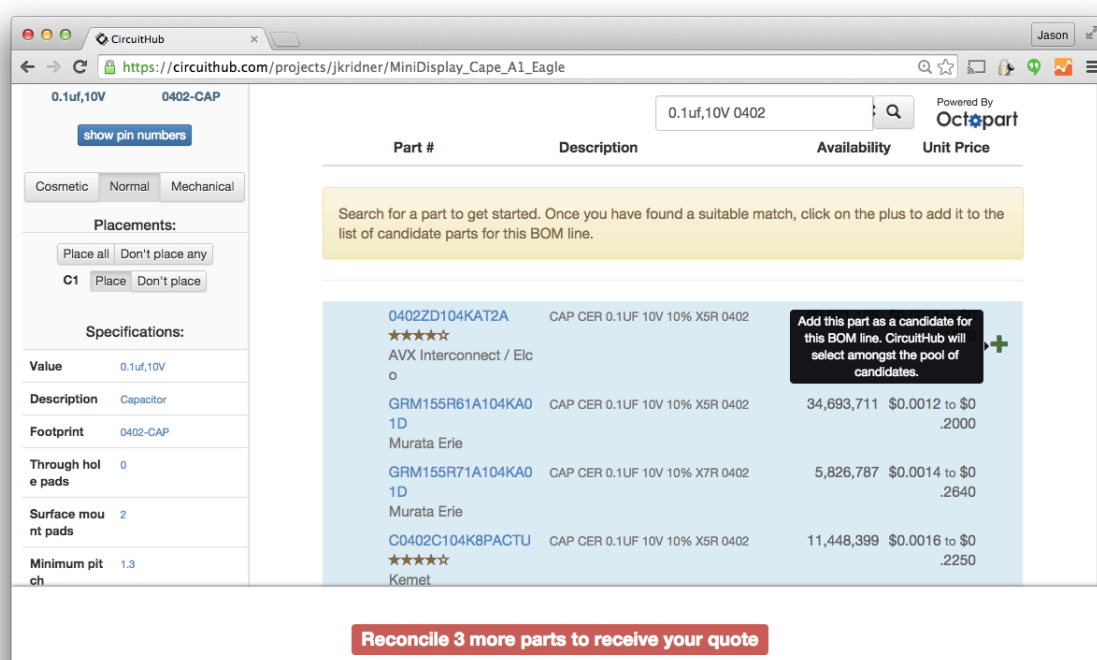 CircuitHub
Jason
https://circuithub.com/projects/jkridner/MiniDisplay_Cape_A1_Eagle
0.1uf,10V 0402-CAP
show pin numbers
Cosmetic Normal Mechanical
Placements:
Place all Don't place any
C1 Place Don't place
Specifications:
Value 0.1uf,10V
Description Capacitor
Footprint 0402-CAP
Through hol
e pads
0
Surface mou
nt pads
2
Minimum pit
ch
1.3
0.1uf,10V 0402
Powered By
Octopart
Part # Description Availability Unit Price
Search for a part to get started. Once you have found a suitable match, click on the plus to add it to the
list of candidate parts for this BOM line.
0402ZD104KAT2A CAP CER 0.1UF 10V 10% X5R 0402
AVX Interconnect / Elc
o
Add this part as a candidate for
this BOM line. CircuitHub will
select amongst the pool of
candidates.
GRM155R61A104KA0 CAP CER 0.1UF 10V 10% X5R 0402 34,693,711 $0.0012 to $0
1D .2000
Murata Erie
GRM155R71A104KA0 CAP CER 0.1UF 10V 10% X7R 0402 5,826,787 $0.0014 to $0
1D .2640
Murata Erie
C0402C104K8PACTU CAP CER 0.1UF 10V 10% X5R 0402 11,448,399 $0.0016 to $0
.2250
Kemet
Reconcile 3 more parts to receive your quote